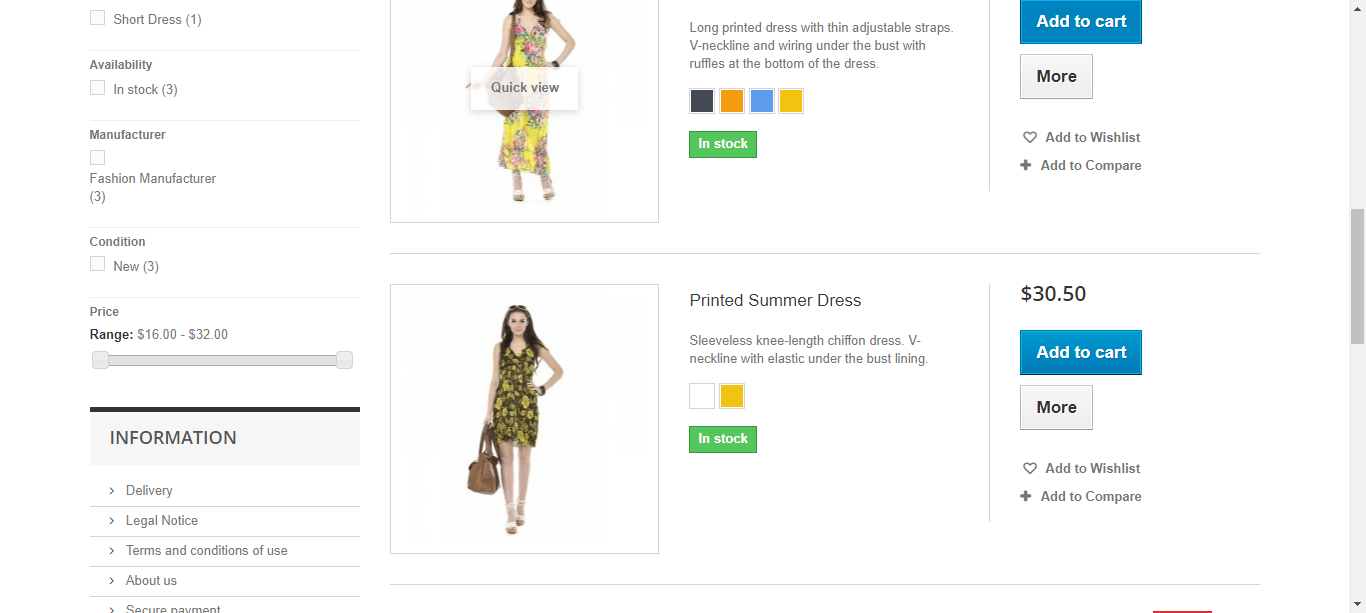 Short Dress (1)
Availability
In stock (3)
Manufacturer
Fashion Manufacturer
(3)
Condition
New (3)
Price
Range: $16.00 - $32.00
INFORMATION
Delivery
Legal Notice
Terms and conditions of use
About us
Secure payment
Quick view
Long printed dress with thin adjustable straps.
V-neckline and wiring under the bust with
ruffles at the bottom of the dress.
In stock
Add to cart
More
Add to Wishlist
Add to Compare
Printed Summer Dress
Sleeveless knee-length chiffon dress. V-
neckline with elastic under the bust lining.
In stock
$30.50
Add to cart
More
Add to Wishlist
Add to Compare